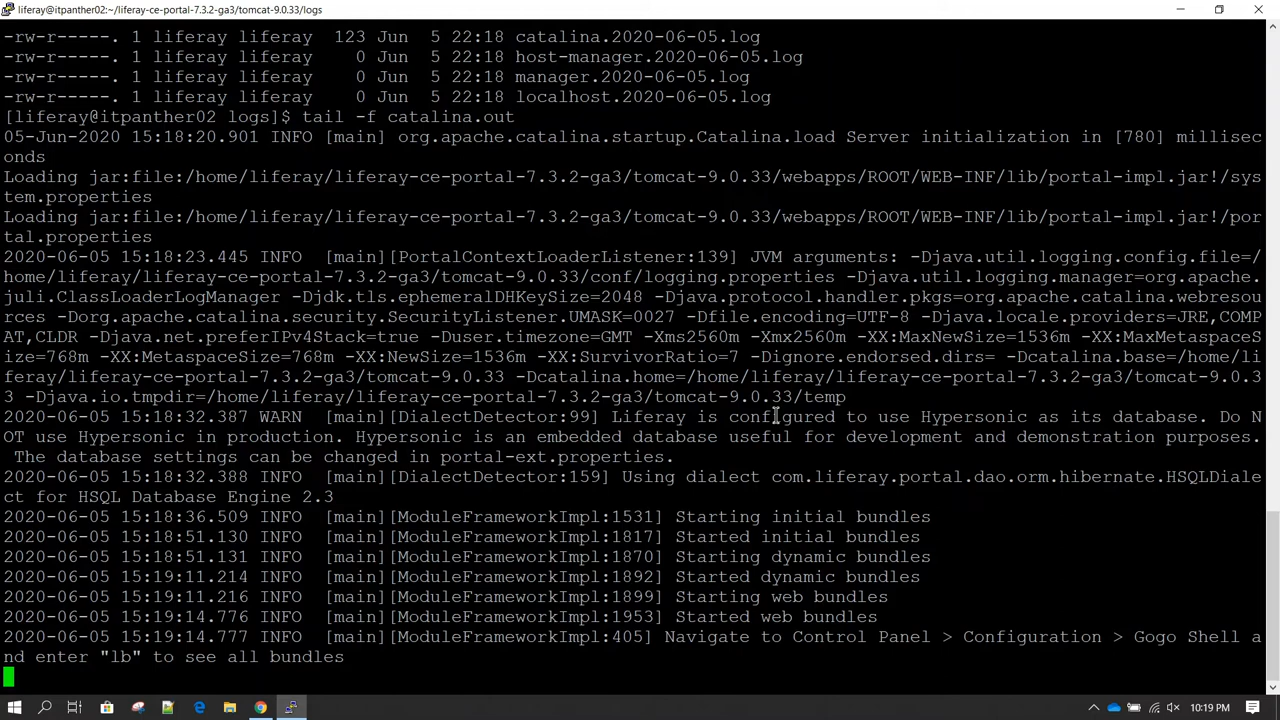 liferay@itpanther02:~/liferay-ce-portal-7.3.2-ga3/tomcat-9.0.33/logs
-rw-r-----. 1 liferay liferay  123 Jun  5 22:18 catalina.2020-06-05.log
-rw-r-----. 1 liferay liferay    0 Jun  5 22:18 host-manager.2020-06-05.log
-rw-r-----. 1 liferay liferay    0 Jun  5 22:18 manager.2020-06-05.log
-rw-r-----. 1 liferay liferay    0 Jun  5 22:18 localhost.2020-06-05.log
[liferay@itpanther02 logs]$ tail -f catalina.out
05-Jun-2020 15:18:20.901 INFO [main] org.apache.catalina.startup.Catalina.load Server initialization in [780] millisec
onds
Loading jar:file:/home/liferay/liferay-ce-portal-7.3.2-ga3/tomcat-9.0.33/webapps/ROOT/WEB-INF/lib/portal-impl.jar!/sys
tem.properties
Loading jar:file:/home/liferay/liferay-ce-portal-7.3.2-ga3/tomcat-9.0.33/webapps/ROOT/WEB-INF/lib/portal-impl.jar!/por
tal.properties
2020-06-05 15:18:23.445 INFO  [main][PortalContextLoaderListener:139] JVM arguments: -Djava.util.logging.config.file=/
home/liferay/liferay-ce-portal-7.3.2-ga3/tomcat-9.0.33/conf/logging.properties -Djava.util.logging.manager=org.apache.
juli.ClassLoaderLogManager -Djdk.tls.ephemeralDHKeySize=2048 -Djava.protocol.handler.pkgs=org.apache.catalina.webresou
rces -Dorg.apache.catalina.security.SecurityListener.UMASK=0027 -Dfile.encoding=UTF-8 -Djava.locale.providers=JRE,COMP
AT,CLDR -Djava.net.preferIPv4Stack=true -Duser.timezone=GMT -Xms2560m -Xmx2560m -XX:MaxNewSize=1536m -XX:MaxMetaspaceS
ize=768m -XX:MetaspaceSize=768m -XX:NewSize=1536m -XX:SurvivorRatio=7 -Dignore.endorsed.dirs= -Dcatalina.base=/home/li
feray/liferay-ce-portal-7.3.2-ga3/tomcat-9.0.33 -Dcatalina.home=/home/liferay/liferay-ce-portal-7.3.2-ga3/tomcat-9.0.3
3 -Djava.io.tmpdir=/home/liferay/liferay-ce-portal-7.3.2-ga3/tomcat-9.0.33/temp
2020-06-05 15:18:32.387 WARN  [main][DialectDetector:99] Liferay is configured to use Hypersonic as its database. Do N
OT use Hypersonic in production. Hypersonic is an embedded database useful for development and demonstration purposes.
 The database settings can be changed in portal-ext.properties.
2020-06-05 15:18:32.388 INFO  [main][DialectDetector:159] Using dialect com.liferay.portal.dao.orm.hibernate.HSQLDiale
ct for HSQL Database Engine 2.3
2020-06-05 15:18:36.509 INFO  [main][ModuleFrameworkImpl:1531] Starting initial bundles
2020-06-05 15:18:51.130 INFO  [main][ModuleFrameworkImpl:1817] Started initial bundles
2020-06-05 15:18:51.131 INFO  [main][ModuleFrameworkImpl:1870] Starting dynamic bundles
2020-06-05 15:19:11.214 INFO  [main][ModuleFrameworkImpl:1892] Started dynamic bundles
2020-06-05 15:19:11.216 INFO  [main][ModuleFrameworkImpl:1899] Starting web bundles
2020-06-05 15:19:14.776 INFO  [main][ModuleFrameworkImpl:1953] Started web bundles
2020-06-05 15:19:14.777 INFO  [main][ModuleFrameworkImpl:405] Navigate to Control Panel > Configuration > Gogo Shell a
nd enter "lb" to see all bundles
10:19 PM